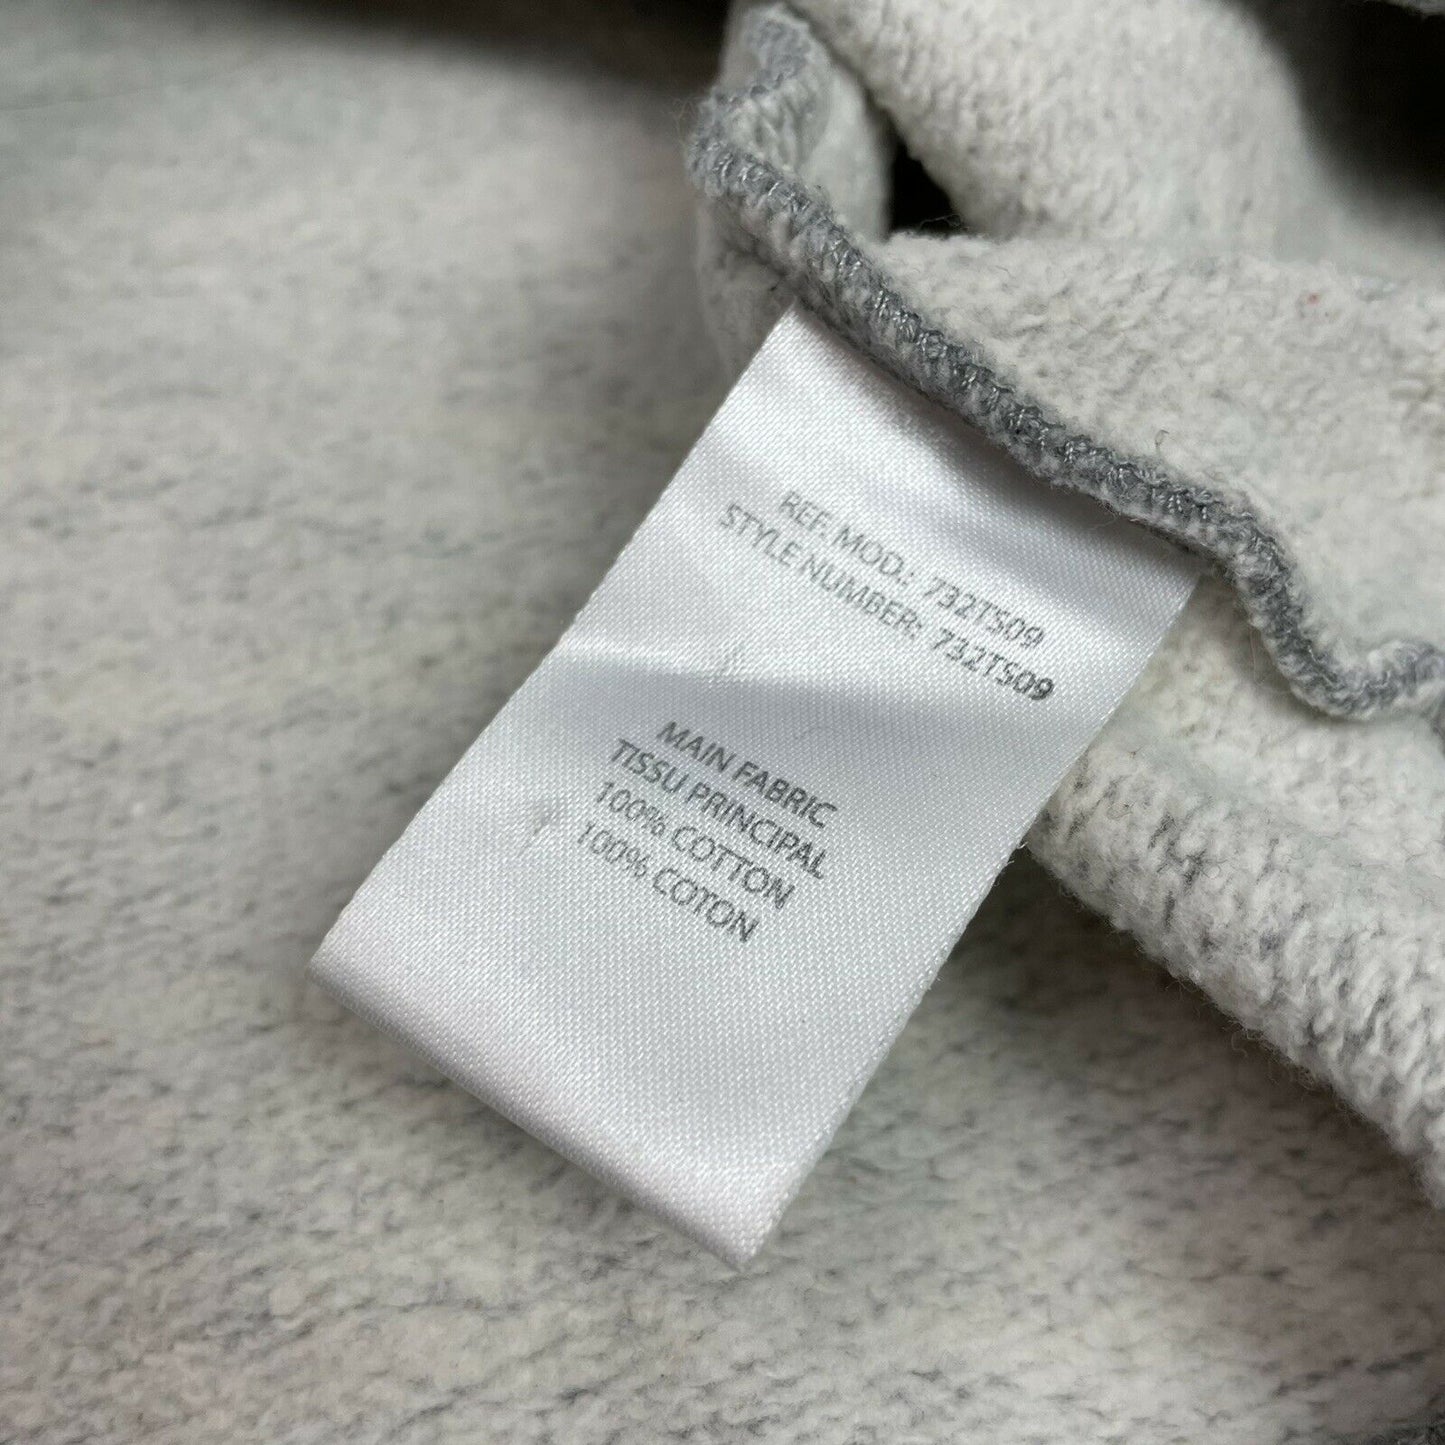 REF. MOD.: 732TS09
STYLE NUMBER: 732TS09
MAIN FABRIC
TISSU PRINCIPAL
100% COTTON
100% COTON